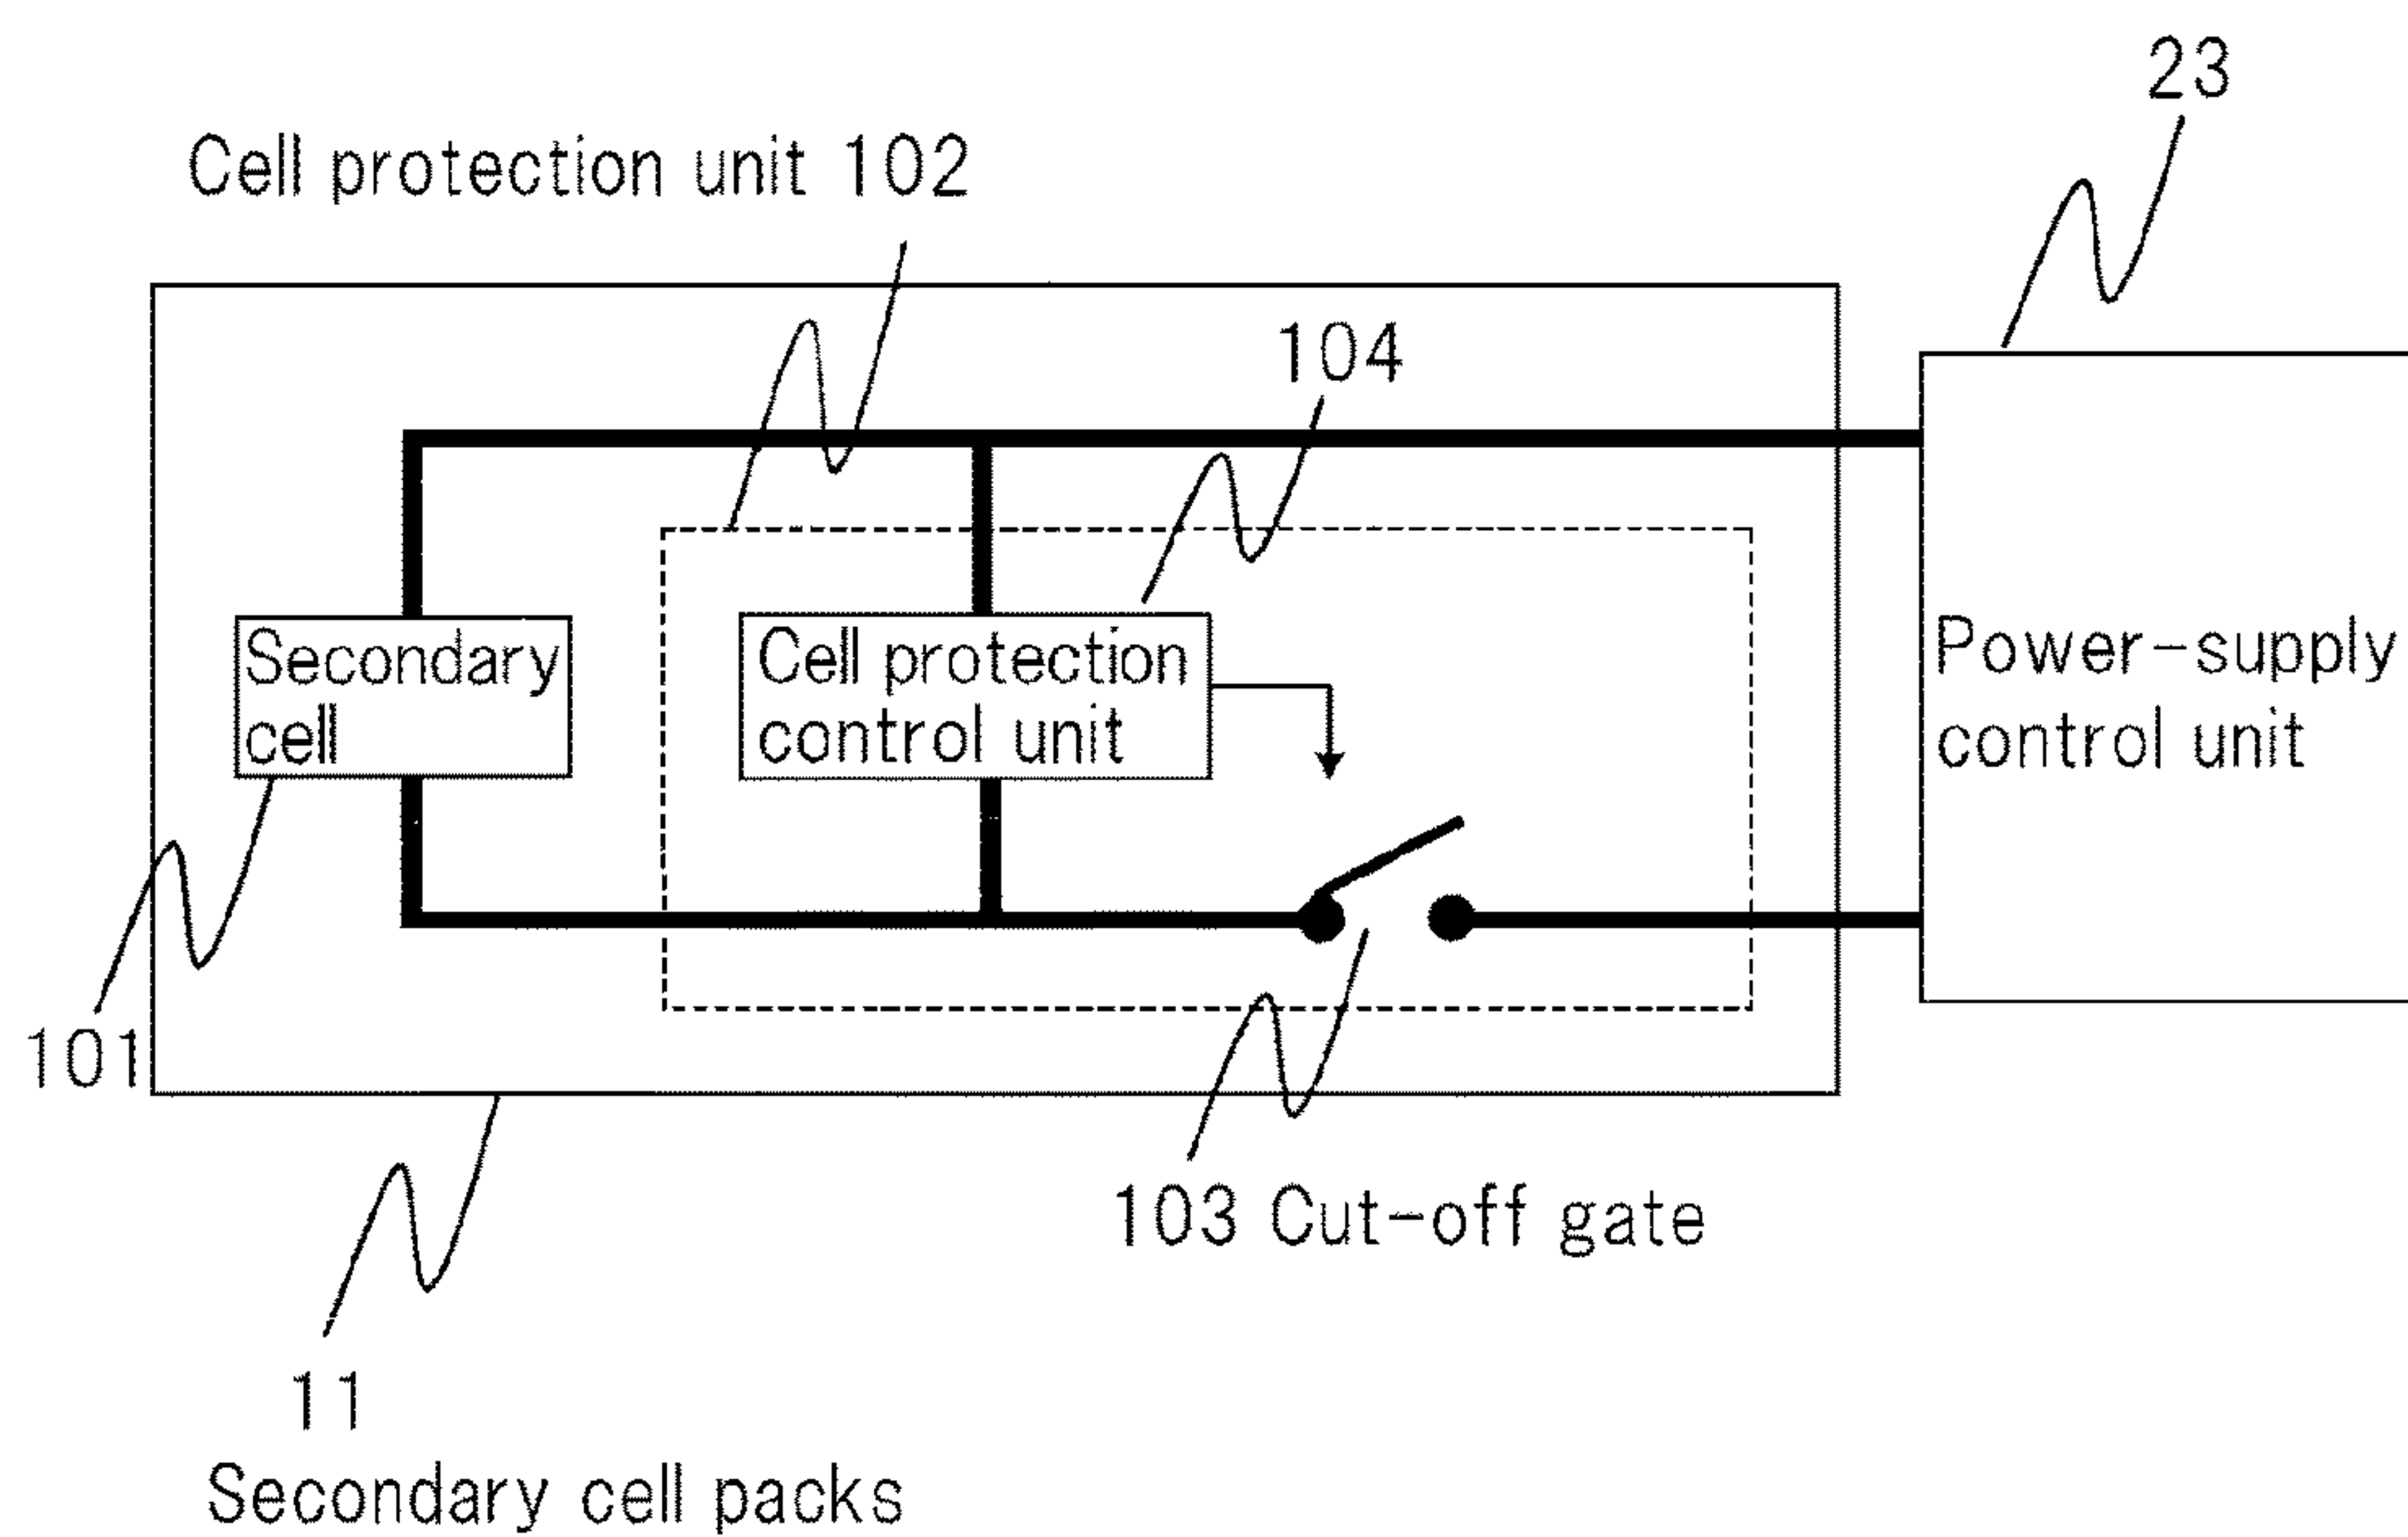 23
Cell protection unit 102
104
Secondary
cell
Cell protection
control unit
Power-supply
control unit
101
103 Cut-off gate
11
Secondary cell packs